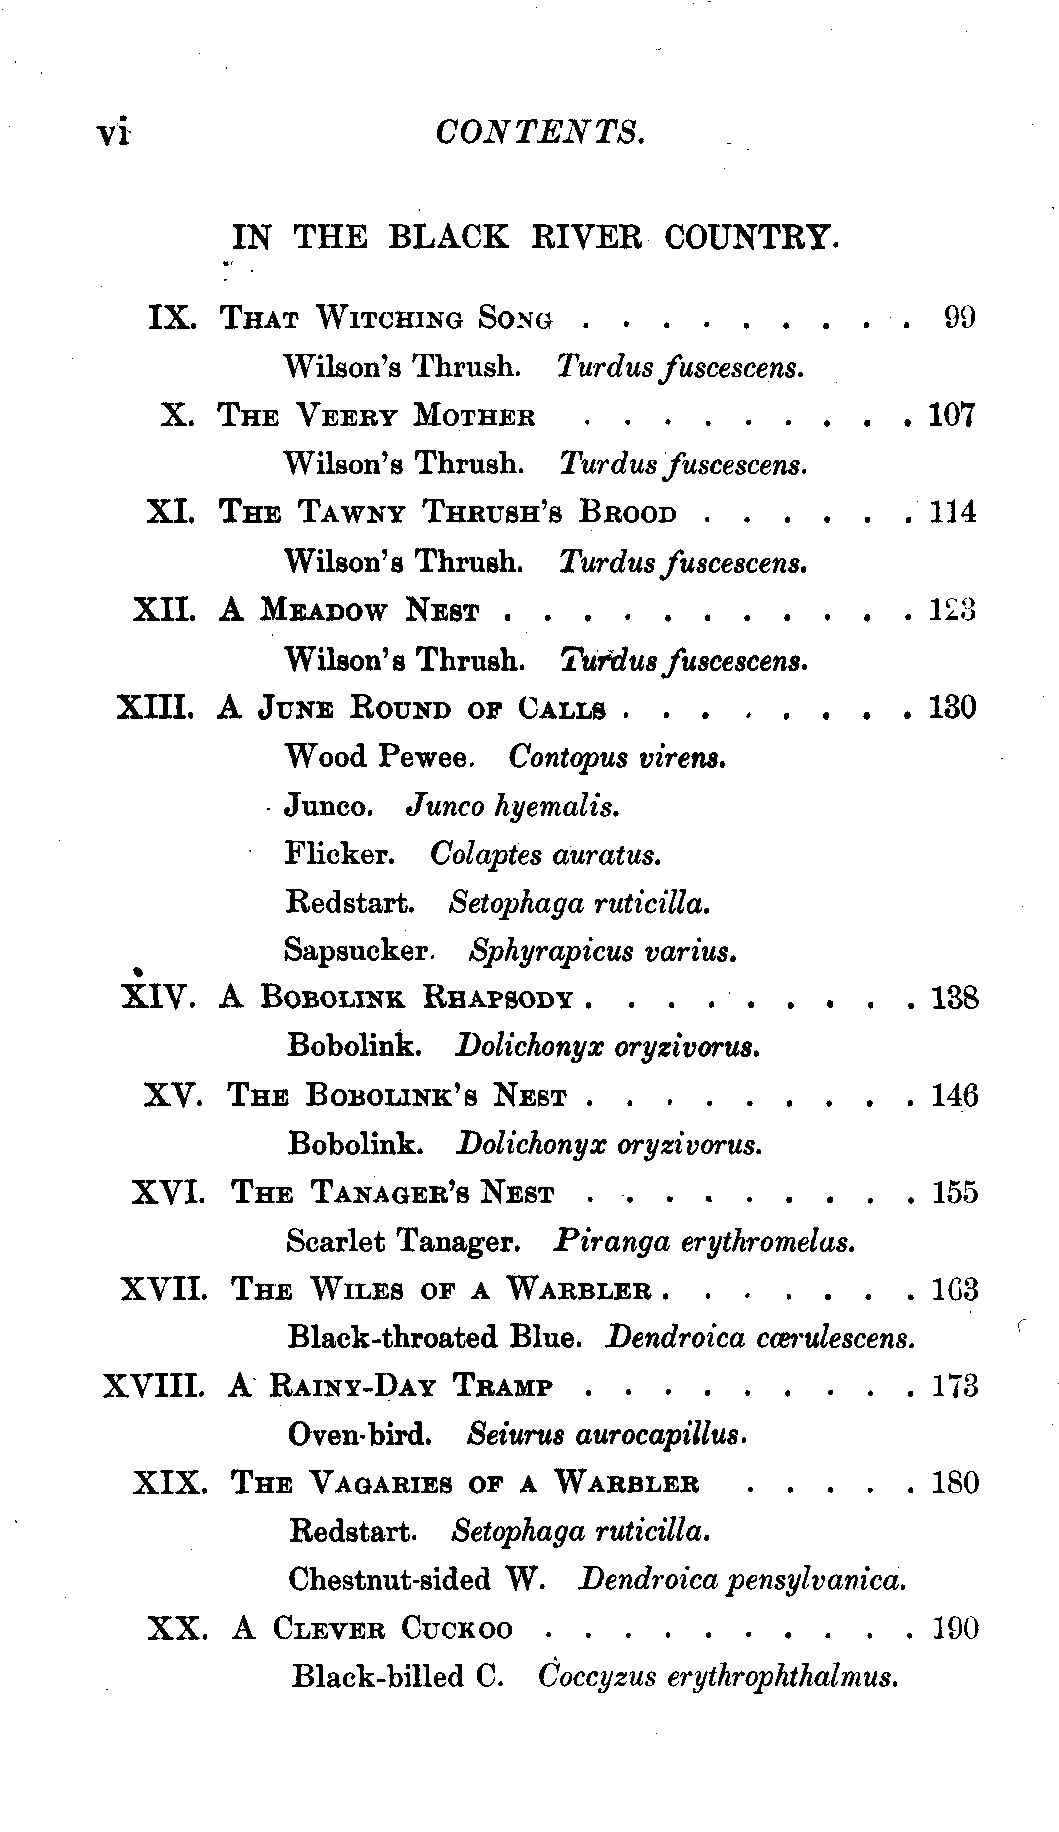 vi CONTENTS.
IN THE BLACK RIVER COUNTRY.
IX. THAT WITCHING SONG . . . . . . . . . 99
Wilson's Thrush. Turdus fuscescens.
X. THE VEERY MOTHER . . . . . . . . . 107
Wilson's Thrush. Turdus fuscescens.
XI. THE TAWNY THRUSH'S BROOD . . . . . . 114
Wilson's Thrush. Turdus fuscescens.
XII. A MEADOW NEST . . . . . . . . . . . 123
Wilson's Thrush. Turdus fuscescens.
XIII. A JUNE ROUND OF CALLS . . . . . . . . 130
Wood Pewee. Contopus virens.
Junco. Junco hyemalis.
Flicker. Colaptes auratus.
Redstart. Setophaga ruticilla.
Sapsucker. Sphyrapicus varius.
XIV. A BOBOLINK RHAPSODY . . . . . . . . . 138
Bobolink. Dolichonyx oryzivorus.
XV. THE BOBOLINK'S NEST . . . . . . . . . 146
Bobolink. Dolichonyx oryzivorus.
XVI. THE TANAGER'S NEST . . . . . . . . . 155
Scarlet Tanager. Piranga erythromelas.
XVII. THE WILES OF A WARBLER . . . . . . . 163
Black-throated Blue. Dendroica cærulescens.
XVIII. A RAINY-DAY TRAMP . . . . . . . . . 173
Oven-bird. Seiurus aurocapillus.
XIX. THE VAGARIES OF A WARBLER . . . . . 180
Redstart. Setophaga ruticilla.
Chestnut-sided W. Dendroica pensylvanica.
XX. A CLEVER CUCKOO . . . . . . . . . . 190
Black-billed C. Coccyzus erythrophthalmus.